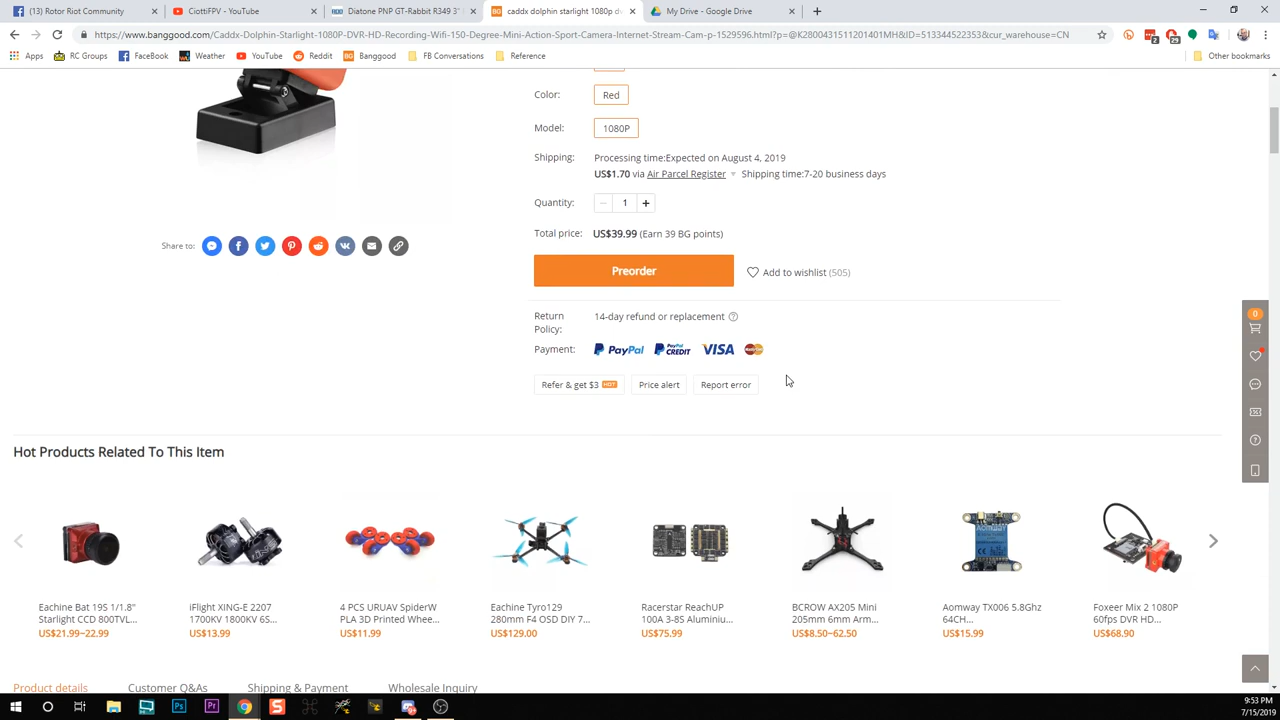 (13) Rotor Riot Community
CiottiFPV - YouTube
Diatone PNP GT-Rabbit R349 3"
caddx dolphin starlight 1080p dv
My Drive - Google Drive
https://www.banggood.com/Caddx-Dolphin-Starlight-1080P-DVR-HD-Recording-Wifi-150-Degree-Mini-Action-Sport-Camera-Internet-Stream-Cam-p-1529596.html?p=@K2800431511201401MH&ID=513344522353&cur_warehouse=CN
2
29
Apps
RC Groups
FaceBook
Weather
YouTube
Reddit
Banggood
FB Conversations
Reference
Other bookmarks
Color: Red
Model: 1080P
Shipping: Processing time:Expected on August 4, 2019
US$1.70 via Air Parcel Register Shipping time:7-20 business days
Quantity: - 1 +
Total price: US$39.99 (Earn 39 BG points)
Share to:
Preorder
Add to wishlist (505)
Return Policy: 14-day refund or replacement
Payment: PayPal PayPal CREDIT VISA MasterCard
Refer & get $3 HOT
Price alert
Report error
0
Hot Products Related To This Item
Eachine Bat 19S 1/1.8"
Starlight CCD 800TVL...
US$21.99~22.99
iFlight XING-E 2207
1700KV 1800KV 6S...
US$13.99
4 PCS URUAV SpiderW
PLA 3D Printed Whee...
US$11.99
Eachine Tyro129
280mm F4 OSD DIY 7...
US$129.00
Racerstar ReachUP
100A 3-8S Aluminiu...
US$75.99
BCROW AX205 Mini
205mm 6mm Arm...
US$8.50~62.50
Aomway TX006 5.8Ghz
64CH...
US$15.99
Foxeer Mix 2 1080P
60fps DVR HD...
US$68.90
Product details
Customer Q&As
Shipping & Payment
Wholesale Inquiry
9:53 PM
7/15/2019